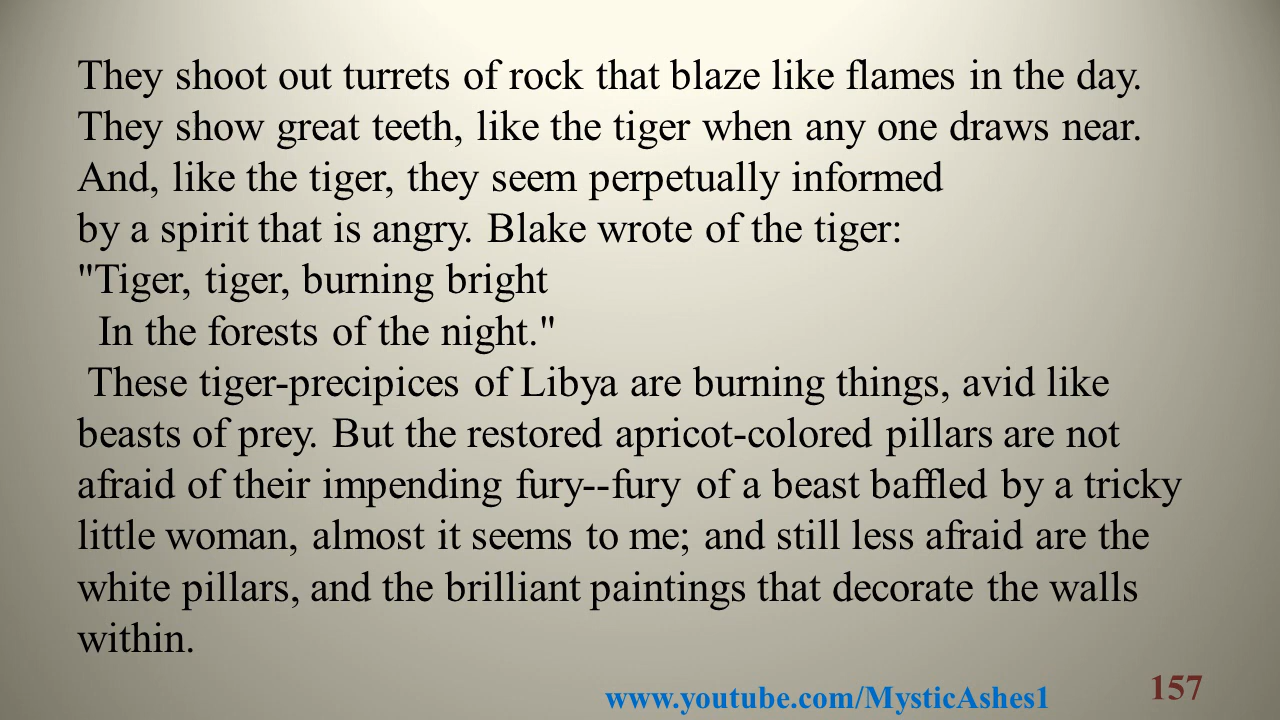 They shoot out turrets of rock that blaze like flames in the day.
They show great teeth, like the tiger when any one draws near.
And, like the tiger, they seem perpetually informed
by a spirit that is angry. Blake wrote of the tiger:
"Tiger, tiger, burning bright
In the forests of the night."
These tiger-precipices of Libya are burning things, avid like
beasts of prey. But the restored apricot-colored pillars are not
afraid of their impending fury--fury of a beast baffled by a tricky
little woman, almost it seems to me; and still less afraid are the
white pillars, and the brilliant paintings that decorate the walls
within.
www.youtube.com/MysticAshes1
157